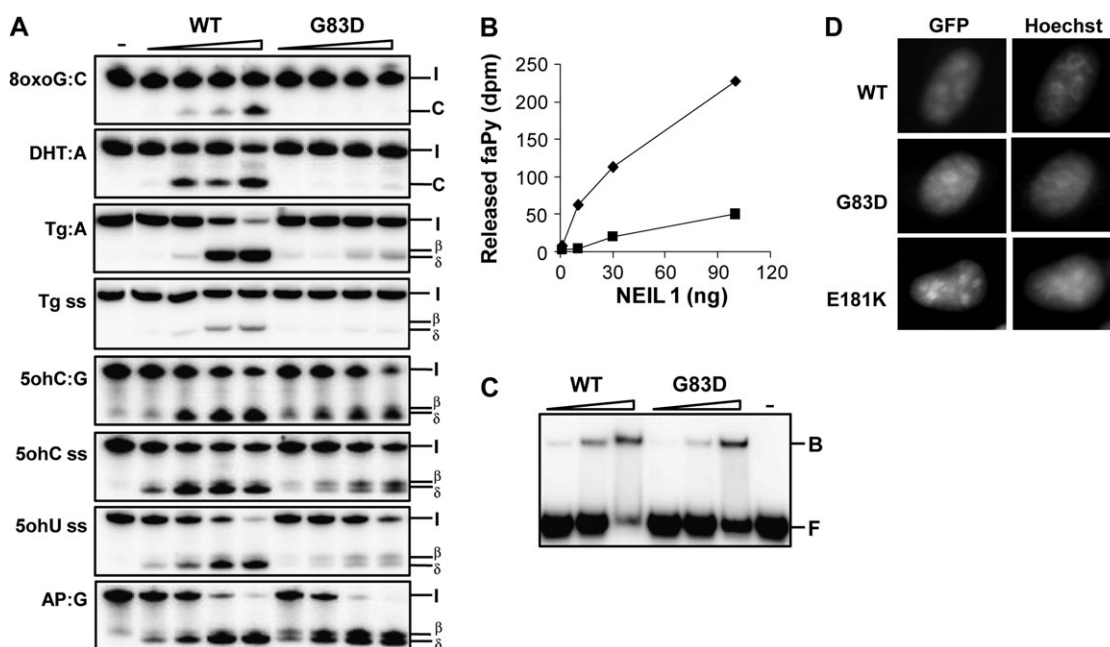 A
WT G83D
–
8oxoG:C
I
C
DHT:A
I
C
Tg:A
I
β
δ
Tg ss
I
β
δ
5ohC:G
I
β
δ
5ohC ss
I
β
δ
5ohU ss
I
β
δ
AP:G
I
β
δ
B
Released faPy (dpm)
250
200
150
100
50
0
0 30 60 90 120
NEIL 1 (ng)
C
WT G83D –
B
F
D
GFP Hoechst
WT
G83D
E181K